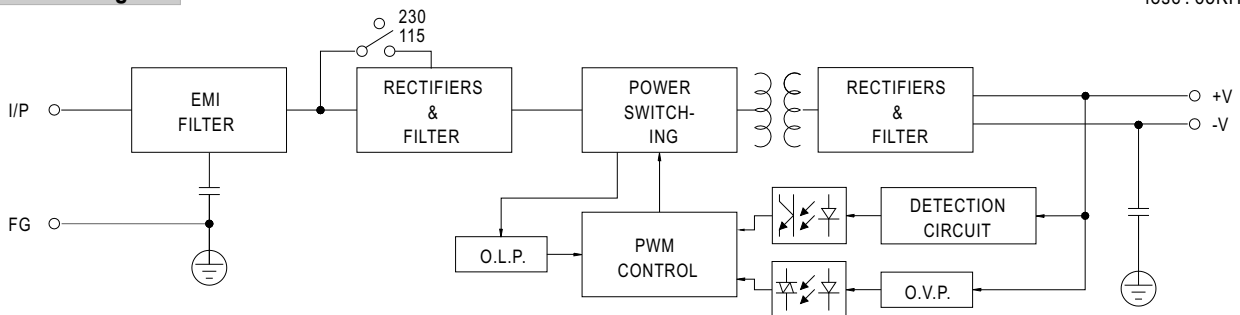 230
115
I/P
EMI
FILTER
RECTIFIERS
&
FILTER
POWER
SWITCH-
ING
RECTIFIERS
&
FILTER
+V
-V
FG
O.L.P.
PWM
CONTROL
DETECTION
CIRCUIT
O.V.P.